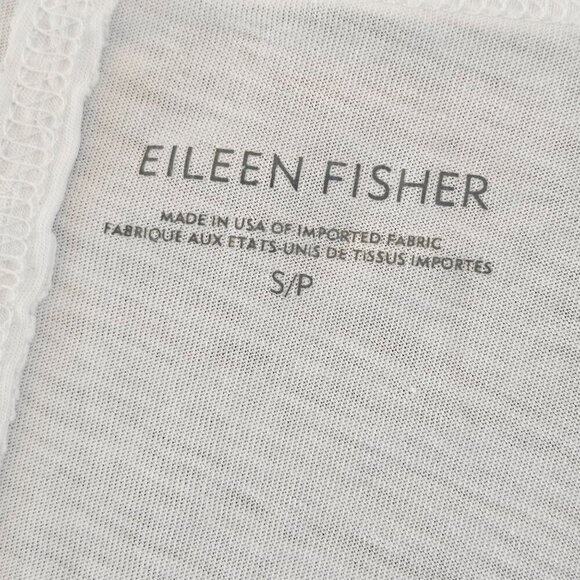 EILEEN FISHER
MADE IN USA OF IMPORTED FABRIC
FABRIQUE AUX ETATS-UNIS DE TISSUS IMPORTES
S/P